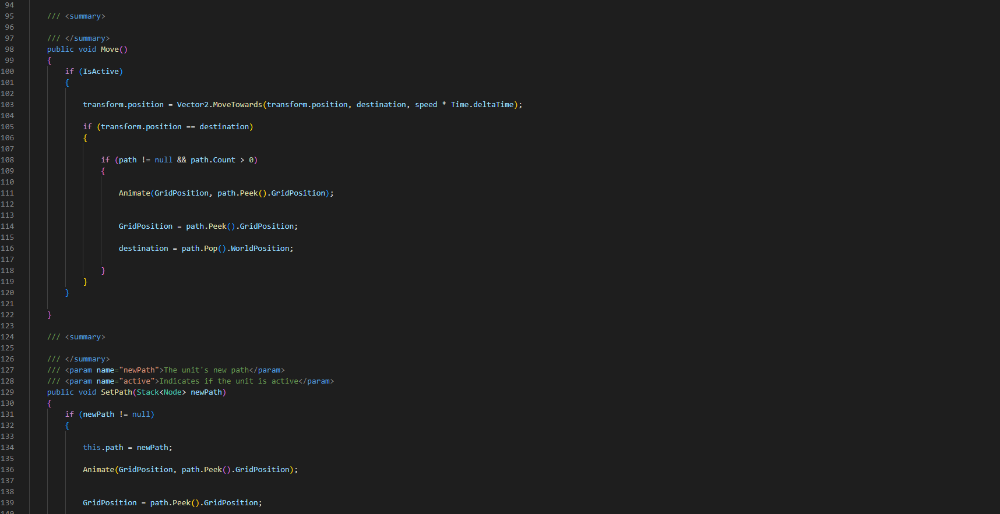 94
95 /// <summary>
96
97 /// </summary>
98 public void Move()
99 {
100 if (IsActive)
101 {
102
103 transform.position = Vector2.MoveTowards(transform.position, destination, speed * Time.deltaTime);
104
105 if (transform.position == destination)
106 {
107
108 if (path != null && path.Count > 0)
109 {
110
111 Animate(GridPosition, path.Peek().GridPosition);
112
113
114 GridPosition = path.Peek().GridPosition;
115
116 destination = path.Pop().WorldPosition;
117
118 }
119 }
120 }
121
122 }
123
124 /// <summary>
125
126 /// </summary>
127 /// <param name="newPath">The unit's new path</param>
128 /// <param name="active">Indicates if the unit is active</param>
129 public void SetPath(Stack<Node> newPath)
130 {
131 if (newPath != null)
132 {
133
134 this.path = newPath;
135
136 Animate(GridPosition, path.Peek().GridPosition);
137
138
139 GridPosition = path.Peek().GridPosition;
140